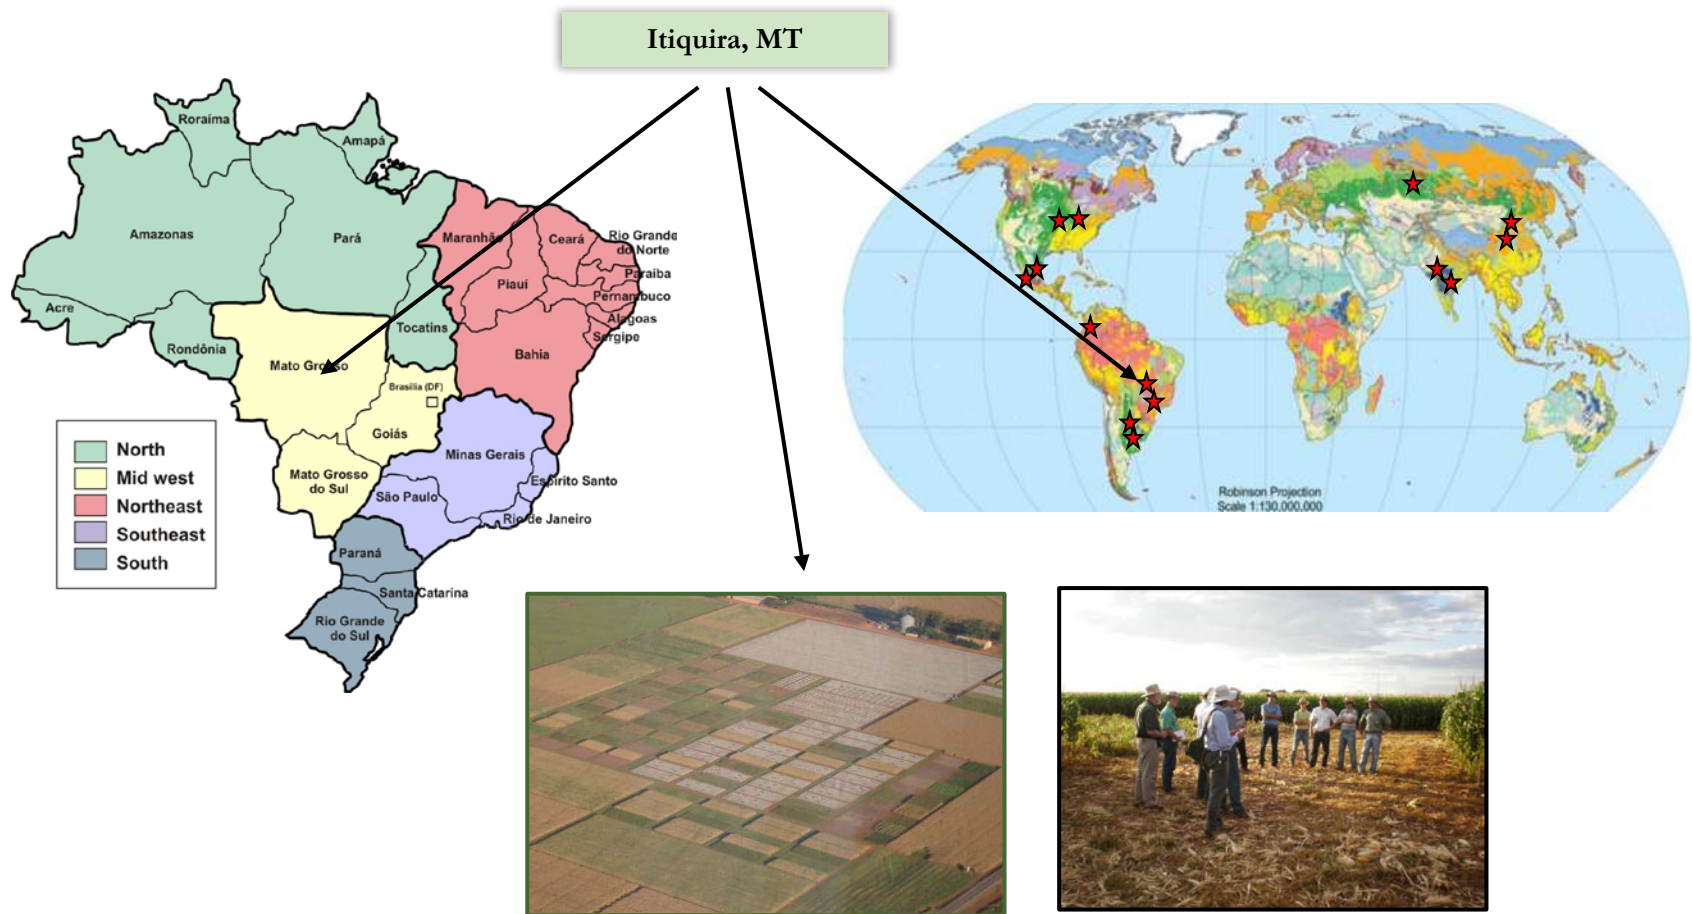 Itiquira, MT
Roraíma
Amapá
Amazonas
Pará
Maranhão
Ceará
Rio Grande
do Norte
Paraíba
Piauí
Pernambuco
Acre
Alagoas
Tocatins
Sergipe
Rondônia
Bahia
Mato Grosso
Brasília (DF)
Goiás
Minas Gerais
Mato Grosso
do Sul
Espírito Santo
São Paulo
Rio de Janeiro
Paraná
Santa Catarina
Rio Grande
do Sul
North
Mid west
Northeast
Southeast
South
Robinson Projection
Scale 1:130,000,000